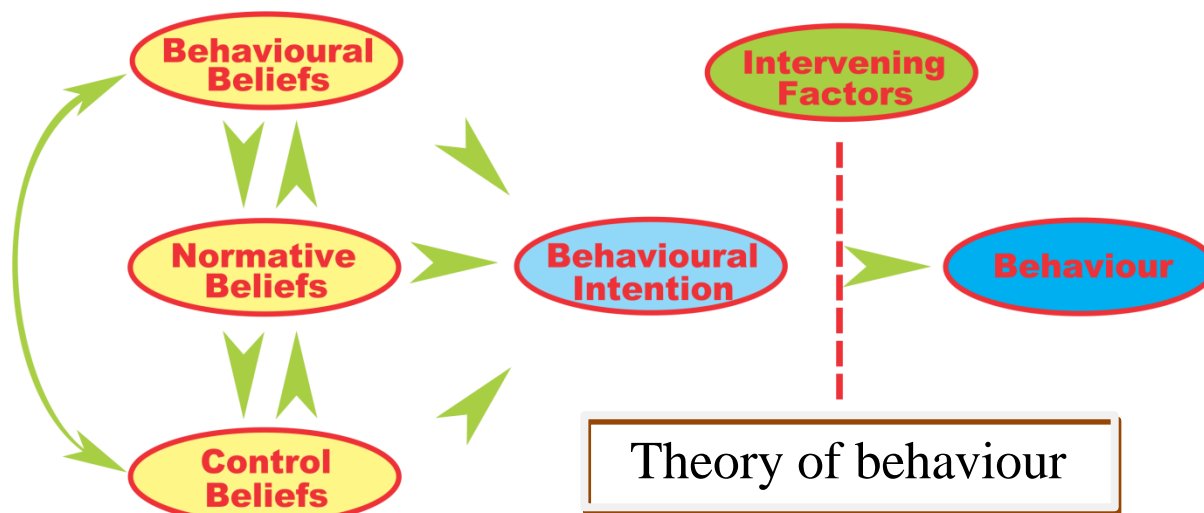 Behavioural
Beliefs
Intervening
Factors
Normative
Beliefs
Behavioural
Intention
Behaviour
Control
Beliefs
Theory of behaviour